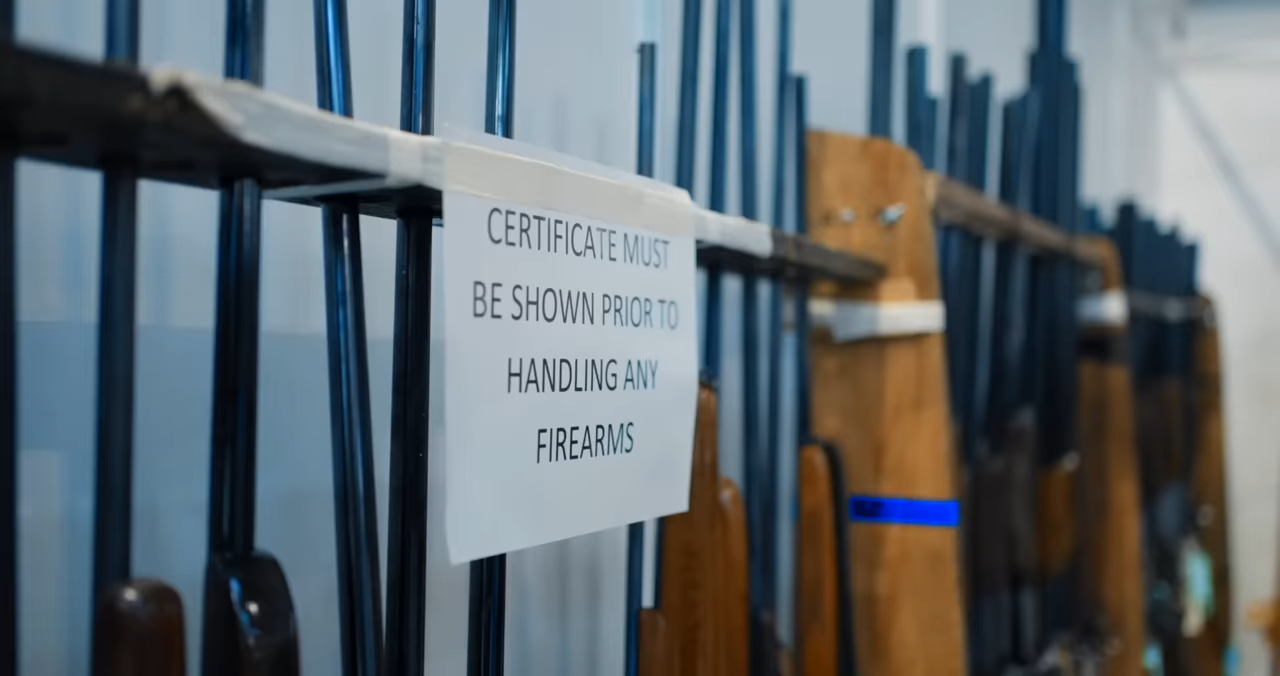 CERTIFICATE MUST
BE SHOWN PRIOR TO
HANDLING ANY
FIREARMS